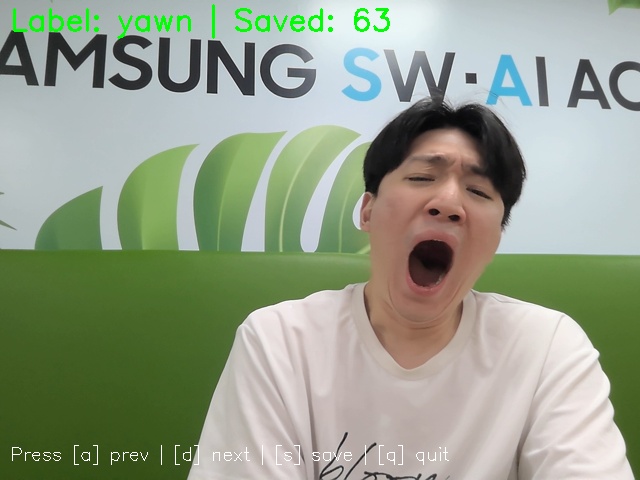 Label: yawn | Saved: 63
AMSUNG SW·AI AC
Press [a] prev | [d] next | [s] save | [q] quit